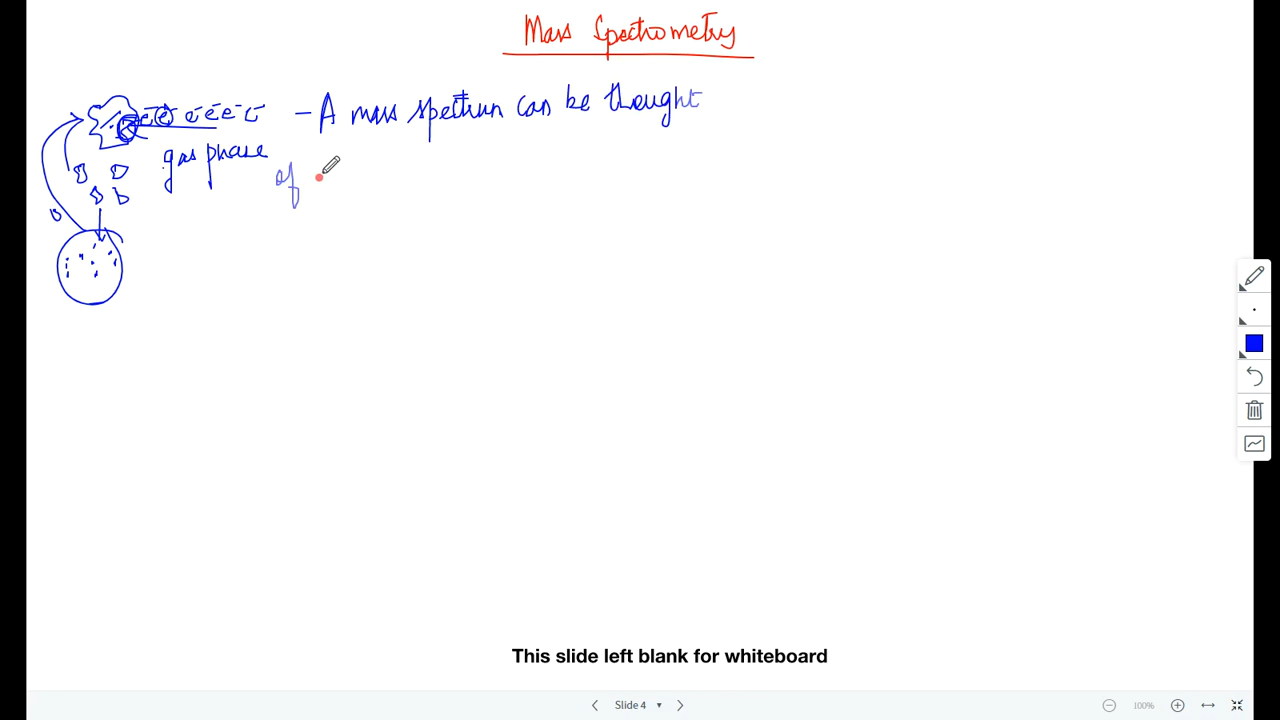 Mass Spectrometry
e e e e e e - A mass spectrum can be thought
gas phase
of
This slide left blank for whiteboard
Slide 4
100%